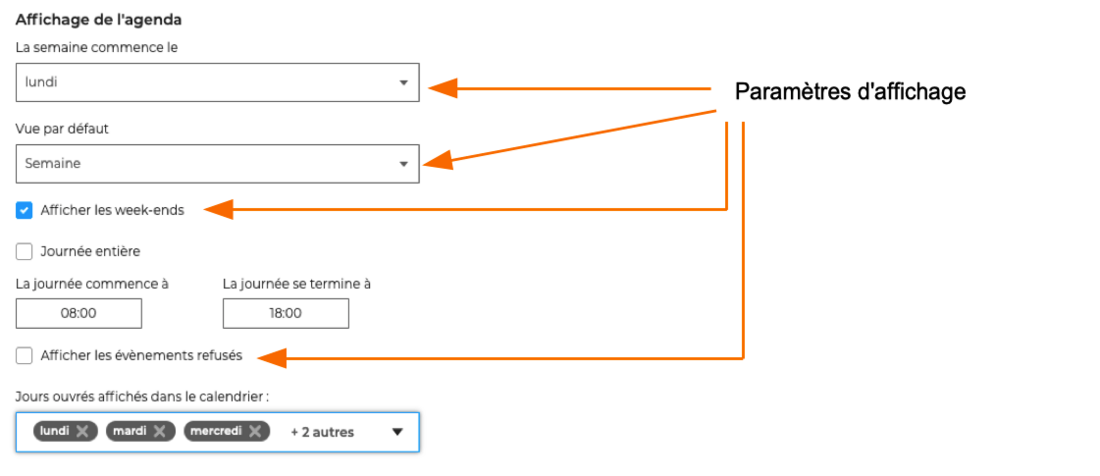 Affichage de l'agenda
La semaine commence le
lundi
Paramètres d'affichage
Vue par défaut
Semaine
Afficher les week-ends
Journée entière
La journée commence à La journée se termine à
08:00 18:00
Afficher les évènements refusés
Jours ouvrés affichés dans le calendrier :
lundi mardi mercredi + 2 autres